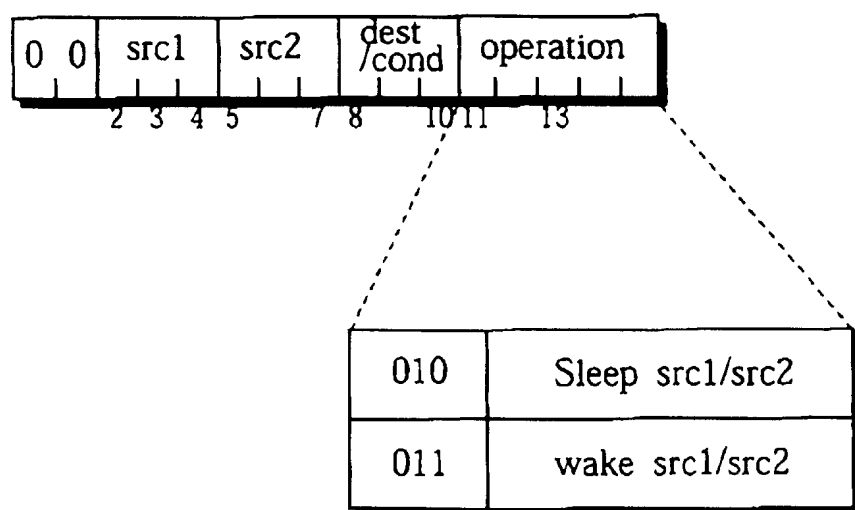 0 0 src1 src2 dest /cond operation
2 3 4 5 7 8 10 11 13
010 Sleep src1/src2
011 wake src1/src2